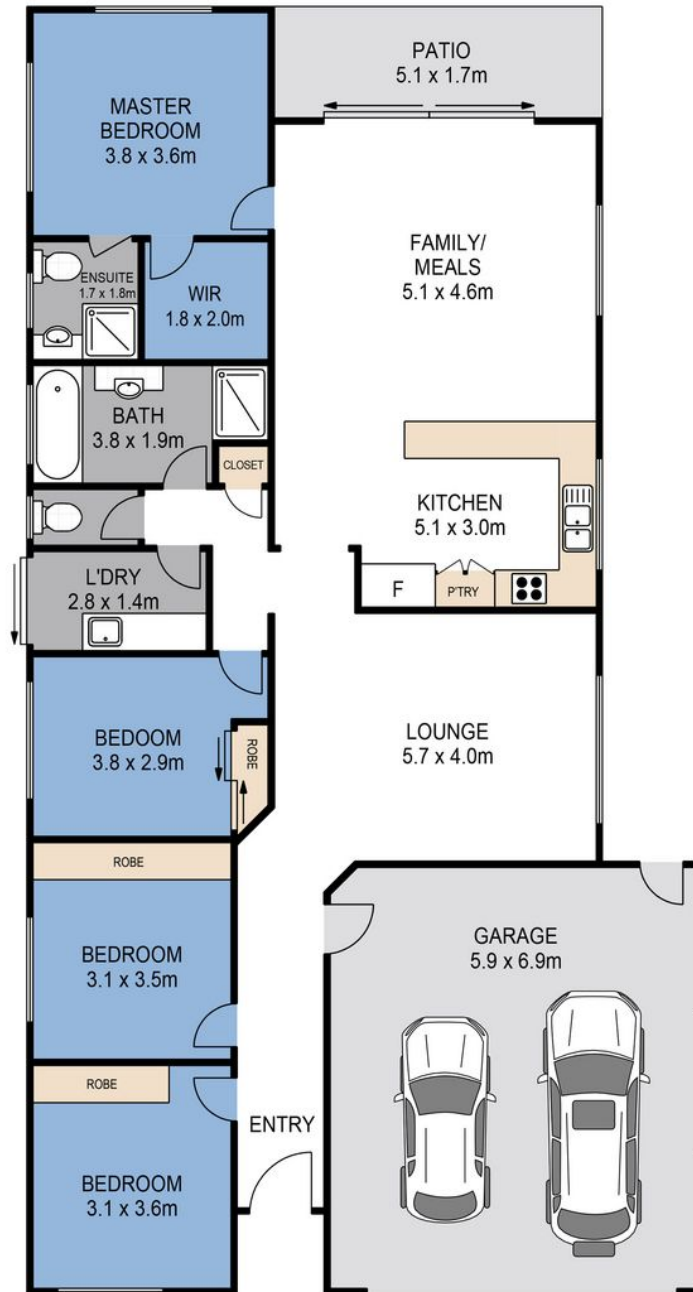 PATIO
5.1 x 1.7m
MASTER
BEDROOM
3.8 x 3.6m
FAMILY/
MEALS
5.1 x 4.6m
ENSUITE
1.7 x 1.8m
WIR
1.8 x 2.0m
BATH
3.8 x 1.9m
CLOSET
KITCHEN
5.1 x 3.0m
L'DRY
2.8 x 1.4m
F
P'TRY
BEDOOM
3.8 x 2.9m
ROBE
LOUNGE
5.7 x 4.0m
ROBE
BEDROOM
3.1 x 3.5m
GARAGE
5.9 x 6.9m
ROBE
ENTRY
BEDROOM
3.1 x 3.6m